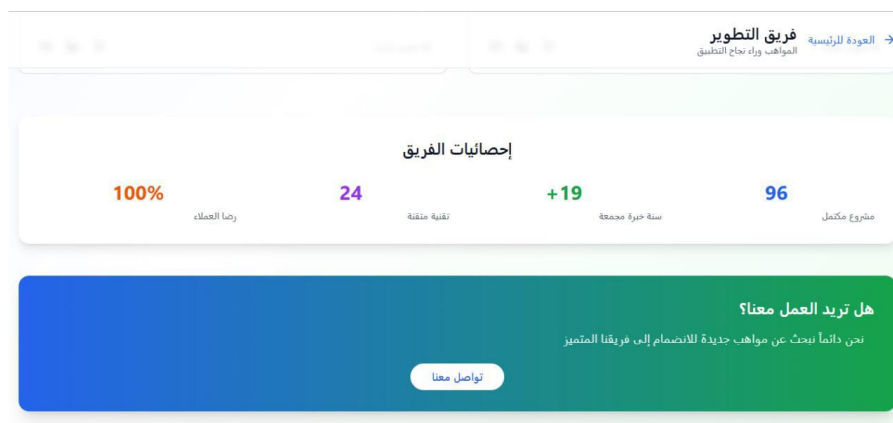 العودة للرئيسية
فريق التطوير
المواهب وراء نجاح التطبيق
إحصائيات الفريق
96
مشروع مكتمل
19+
سنة خبرة مجمعة
24
تقنية متقنة
100%
رضا العملاء
هل تريد العمل معنا؟
نحن دائماً نبحث عن مواهب جديدة للانضمام إلى فريقنا المتميز
تواصل معنا